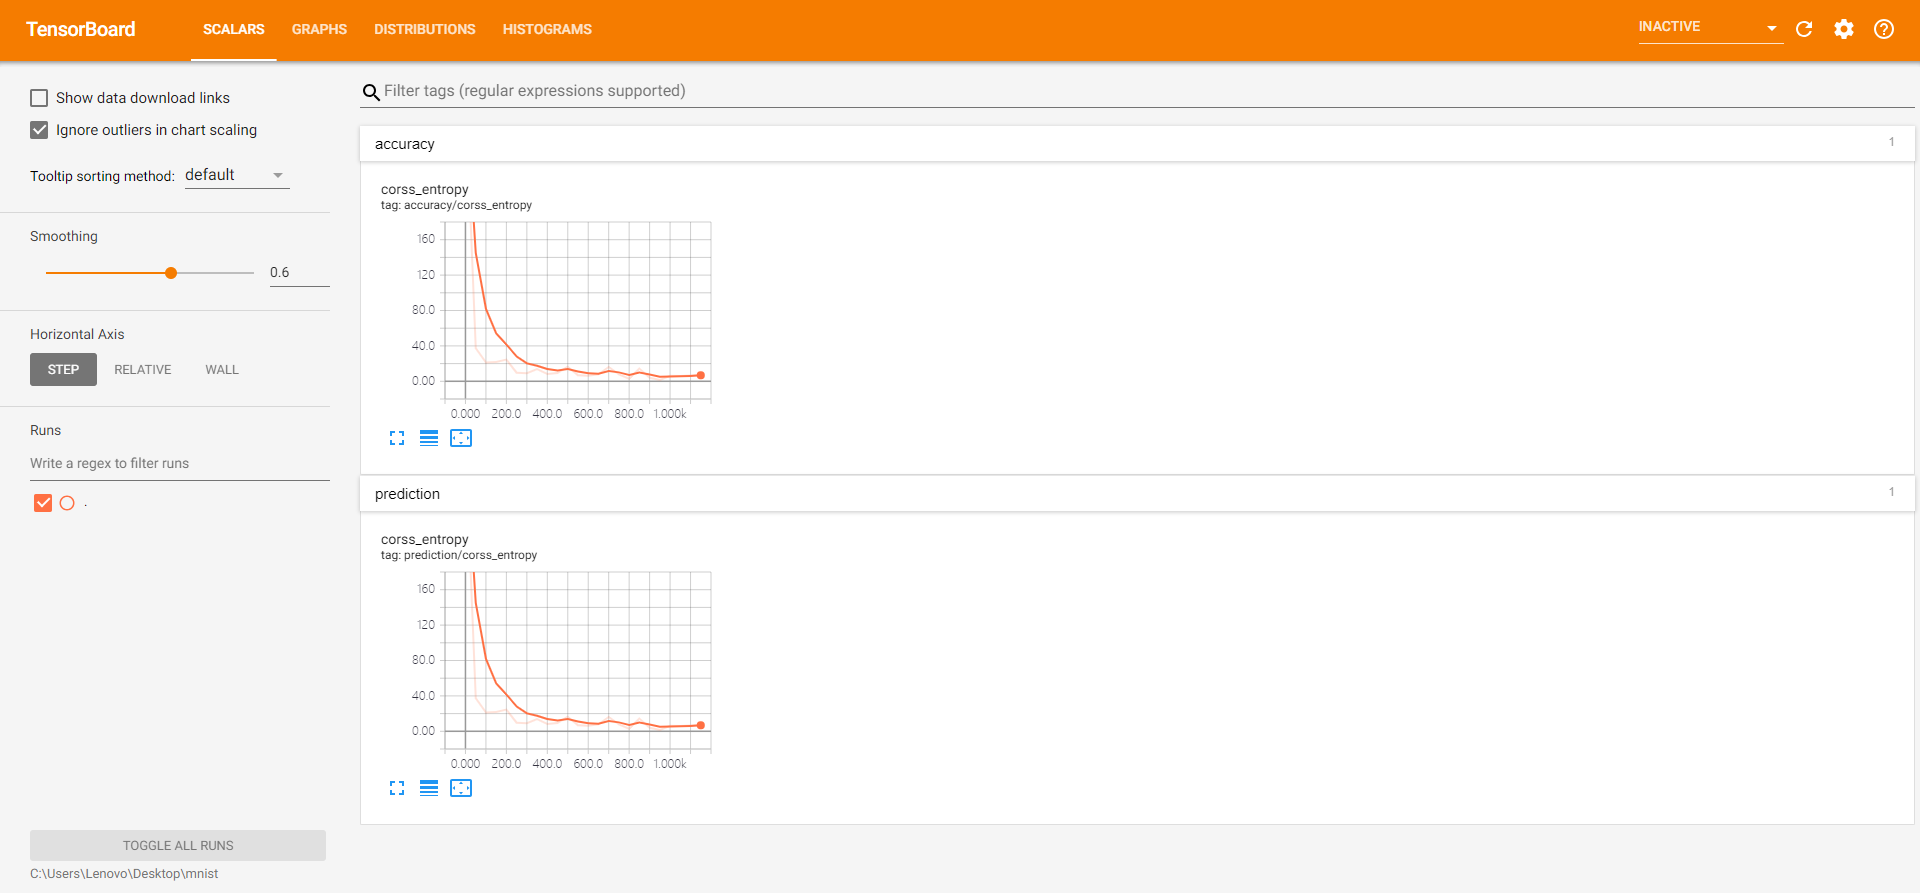 TensorBoard SCALARS GRAPHS DISTRIBUTIONS HISTOGRAMS INACTIVE
Show data download links
Ignore outliers in chart scaling
Tooltip sorting method: default
Smoothing
0.6
Horizontal Axis
STEP RELATIVE WALL
Runs
Write a regex to filter runs
.
TOGGLE ALL RUNS
C:\Users\Lenovo\Desktop\mnist
Filter tags (regular expressions supported)
accuracy 1
corss_entropy
tag: accuracy/corss_entropy
160
120
80.0
40.0
0.00
0.000 200.0 400.0 600.0 800.0 1.000k
prediction 1
corss_entropy
tag: prediction/corss_entropy
160
120
80.0
40.0
0.00
0.000 200.0 400.0 600.0 800.0 1.000k